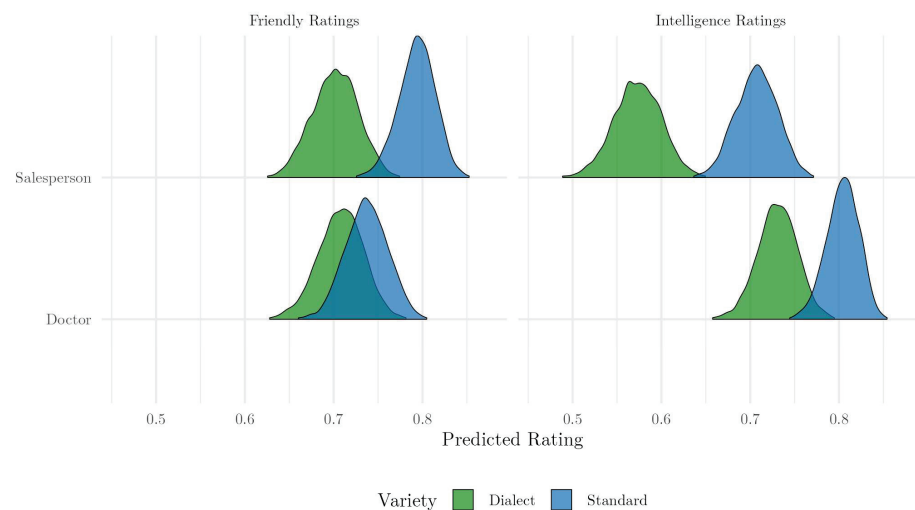 Friendly Ratings
Intelligence Ratings
Salesperson
Doctor
0.5 0.6 0.7 0.8 0.5 0.6 0.7 0.8
Predicted Rating
Variety Dialect Standard